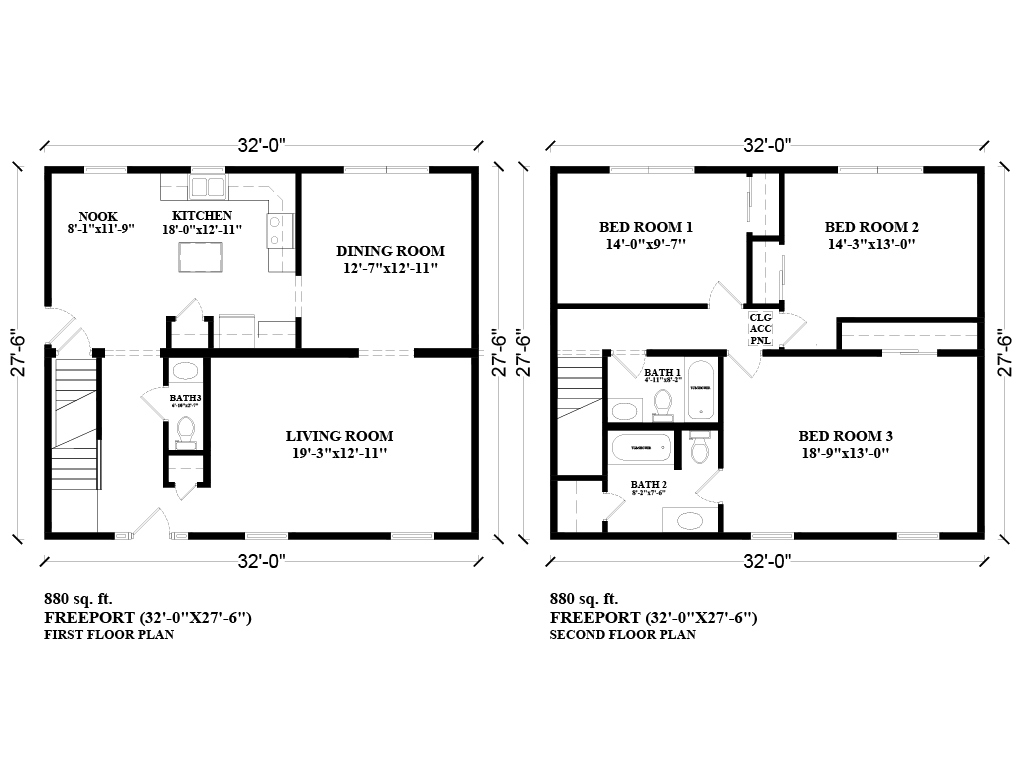 32'-0"
27'-6"
NOOK
8'-1"x11'-9"
KITCHEN
18'-0"x12'-11"
DINING ROOM
12'-7"x12'-11"
BATH3
LIVING ROOM
19'-3"x12'-11"
27'-6"
32'-0"
880 sq. ft.
FREEPORT (32'-0"X27'-6")
FIRST FLOOR PLAN
32'-0"
27'-6"
BED ROOM 1
14'-0"x9'-7"
BED ROOM 2
14'-3"x13'-0"
CLG
ACC
PNL
BATH 1
4'-11"x8'-2"
BED ROOM 3
18'-9"x13'-0"
BATH 2
8'-2"x7'-6"
27'-6"
32'-0"
880 sq. ft.
FREEPORT (32'-0"X27'-6")
SECOND FLOOR PLAN